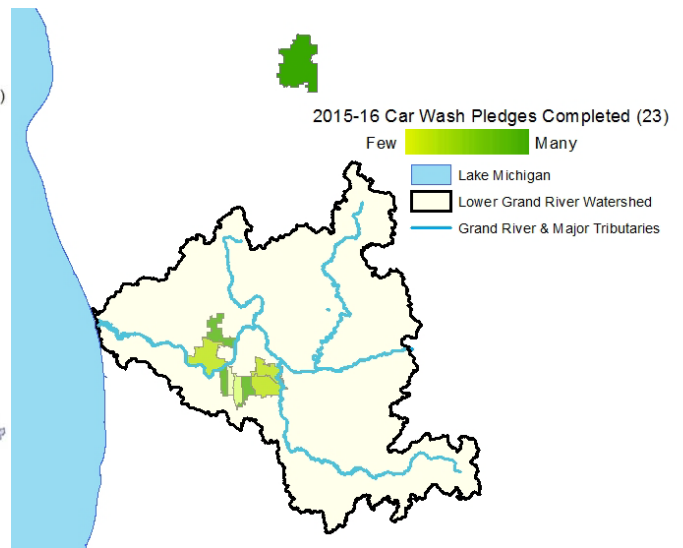 )
2015-16 Car Wash Pledges Completed (23)
Few Many
Lake Michigan
Lower Grand River Watershed
Grand River & Major Tributaries